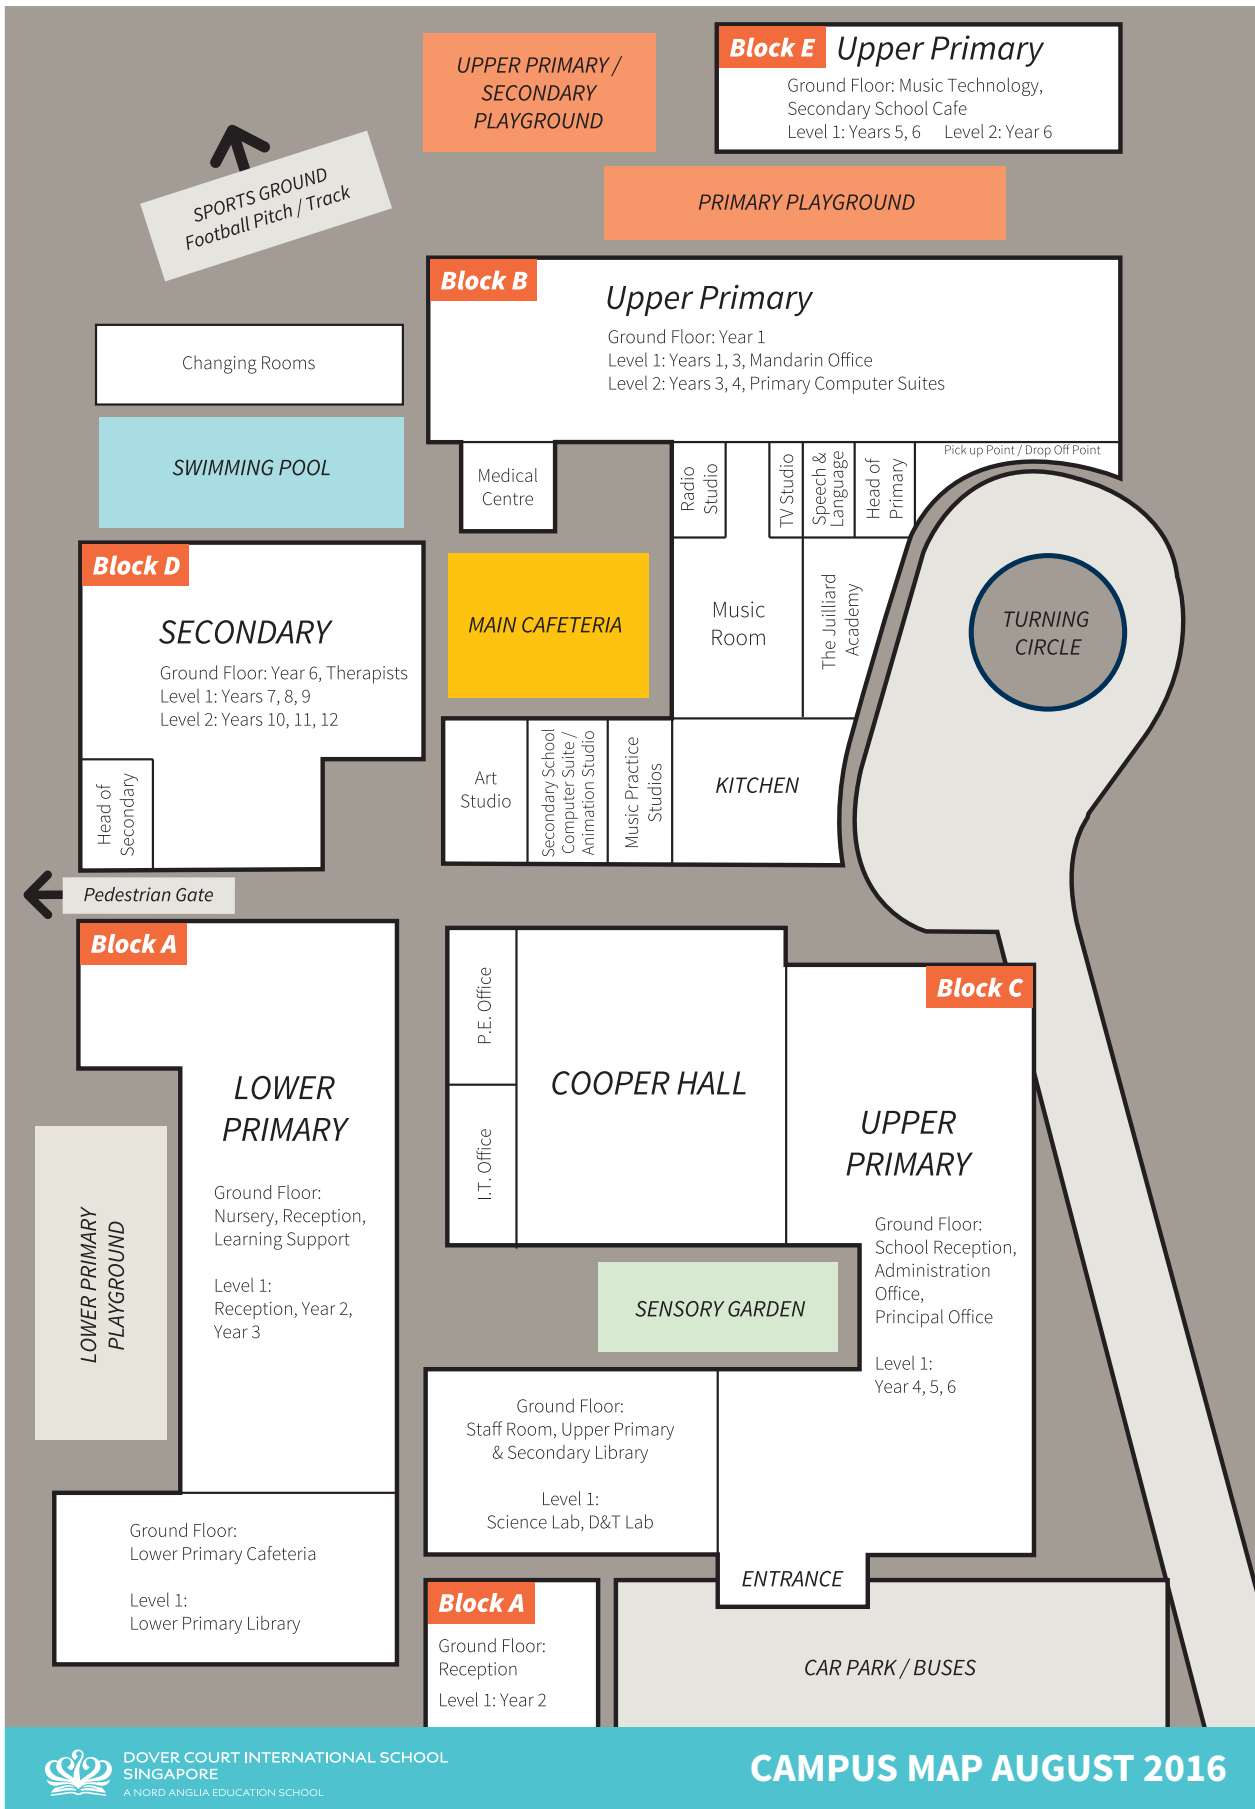 UPPER PRIMARY /
SECONDARY
PLAYGROUND
Block E
Upper Primary
Ground Floor: Music Technology,
Secondary School Cafe
Level 1: Years 5, 6 Level 2: Year 6
SPORTS GROUND
Football Pitch / Track
PRIMARY PLAYGROUND
Block B
Upper Primary
Ground Floor: Year 1
Level 1: Years 1, 3, Mandarin Office
Level 2: Years 3, 4, Primary Computer Suites
Changing Rooms
SWIMMING POOL
Medical
Centre
Radio
Studio
TV Studio
Speech &
Language
Head of
Primary
Pick up Point / Drop Off Point
Block D
SECONDARY
Ground Floor: Year 6, Therapists
Level 1: Years 7, 8, 9
Level 2: Years 10, 11, 12
Head of
Secondary
MAIN CAFETERIA
Music
Room
The Juilliard
Academy
TURNING
CIRCLE
Art
Studio
Secondary School
Computer Suite /
Animation Studio
Music Practice
Studios
KITCHEN
Pedestrian Gate
Block A
LOWER
PRIMARY
Ground Floor:
Nursery, Reception,
Learning Support
Level 1:
Reception, Year 2,
Year 3
LOWER PRIMARY
PLAYGROUND
Ground Floor:
Lower Primary Cafeteria
Level 1:
Lower Primary Library
P.E. Office
I.T. Office
COOPER HALL
Block C
UPPER
PRIMARY
Ground Floor:
School Reception,
Administration
Office,
Principal Office
Level 1:
Year 4, 5, 6
SENSORY GARDEN
Ground Floor:
Staff Room, Upper Primary
& Secondary Library
Level 1:
Science Lab, D&T Lab
ENTRANCE
Block A
Ground Floor:
Reception
Level 1: Year 2
CAR PARK / BUSES
DOVER COURT INTERNATIONAL SCHOOL
SINGAPORE
A NORD ANGLIA EDUCATION SCHOOL
CAMPUS MAP AUGUST 2016